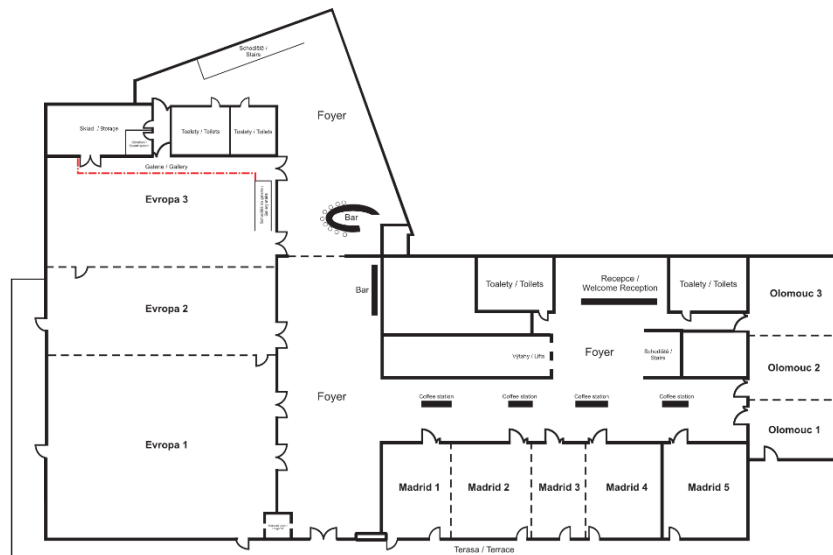 Schodiště /
Stairs
Foyer
Sklad / Storage
Toalety / Toilets
Toalety / Toilets
Galerie / Gallery
Evropa 3
Bar
Toalety / Toilets
Recepce /
Welcome Reception
Toalety / Toilets
Olomouc 3
Bar
Evropa 2
Výtahy / Lifts
Foyer
Schodiště /
Stairs
Olomouc 2
Foyer
Coffee station
Coffee station
Coffee station
Coffee station
Olomouc 1
Evropa 1
Madrid 1
Madrid 2
Madrid 3
Madrid 4
Madrid 5
Terasa / Terrace